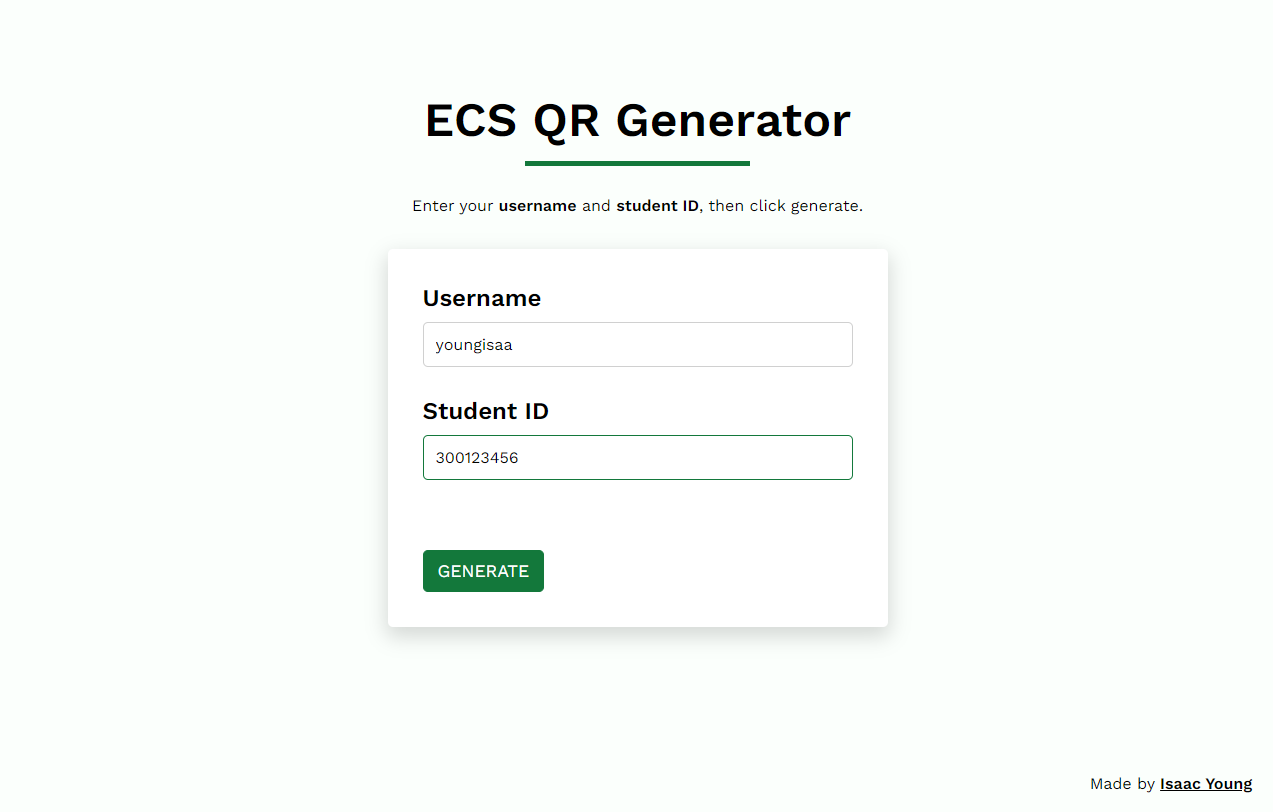 ECS QR Generator
Enter your username and student ID, then click generate.
Username
youngisaa
Student ID
300123456
GENERATE
Made by Isaac Young